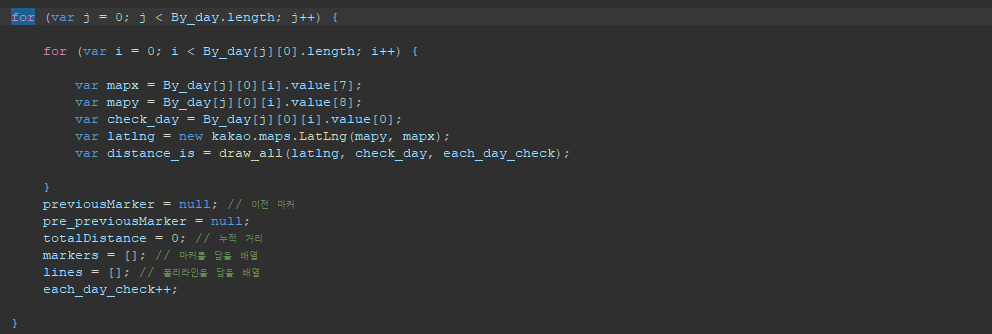 for (var j = 0; j < By_day.length; j++) {
for (var i = 0; i < By_day[j][0].length; i++) {
var mapx = By_day[j][0][i].value[7];
var mapy = By_day[j][0][i].value[8];
var check_day = By_day[j][0][i].value[0];
var latlng = new kakao.maps.LatLng(mapy, mapx);
var distance_is = draw_all(latlng, check_day, each_day_check);
}
previousMarker = null; // 이전 마커
pre_previousMarker = null;
totalDistance = 0; // 누적 거리
markers = []; // 마커를 담을 배열
lines = []; // 폴리라인을 담을 배열
each_day_check++;
}